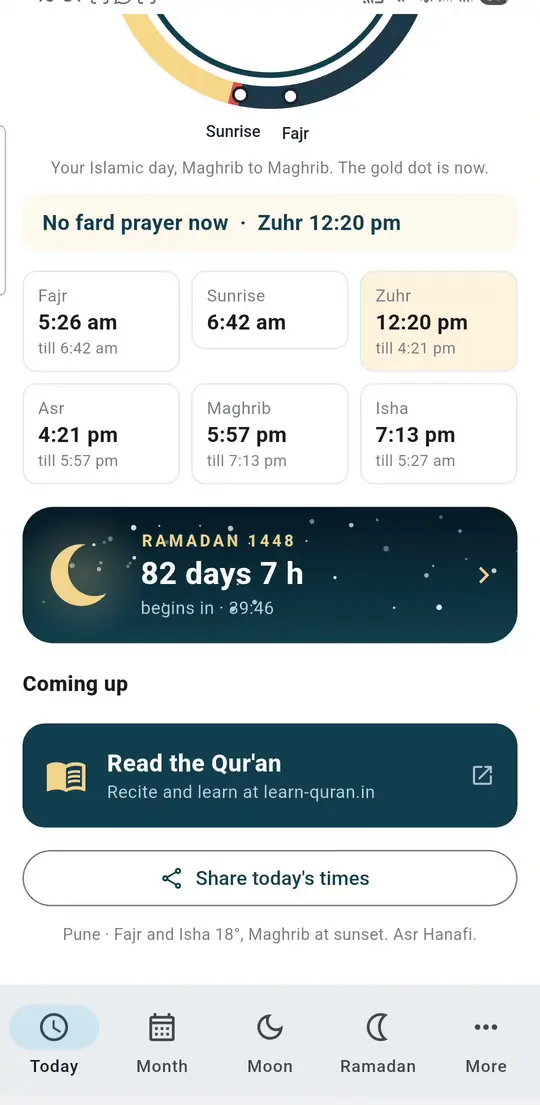 Sunrise
Fajr
Your Islamic day, Maghrib to Maghrib. The gold dot is now.
No fard prayer now · Zuhr 12:20 pm
Fajr
5:26 am
till 6:42 am
Sunrise
6:42 am
Zuhr
12:20 pm
till 4:21 pm
Asr
4:21 pm
till 5:57 pm
Maghrib
5:57 pm
till 7:13 pm
Isha
7:13 pm
till 5:27 am
RAMADAN 1448
82 days 7 h
begins in · 39:46
Coming up
Read the Qur'an
Recite and learn at learn-quran.in
Share today's times
Pune · Fajr and Isha 18°, Maghrib at sunset. Asr Hanafi.
Today
Month
Moon
Ramadan
More